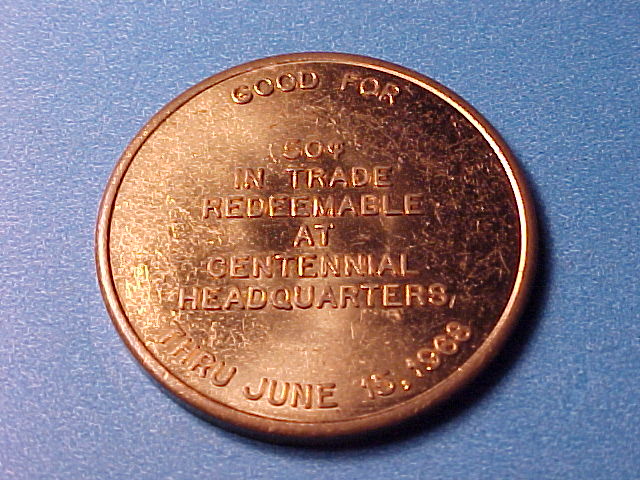 GOOD FOR
50¢
IN TRADE
REDEEMABLE
AT
CENTENNIAL
HEADQUARTERS,
THRU JUNE 15, 1968